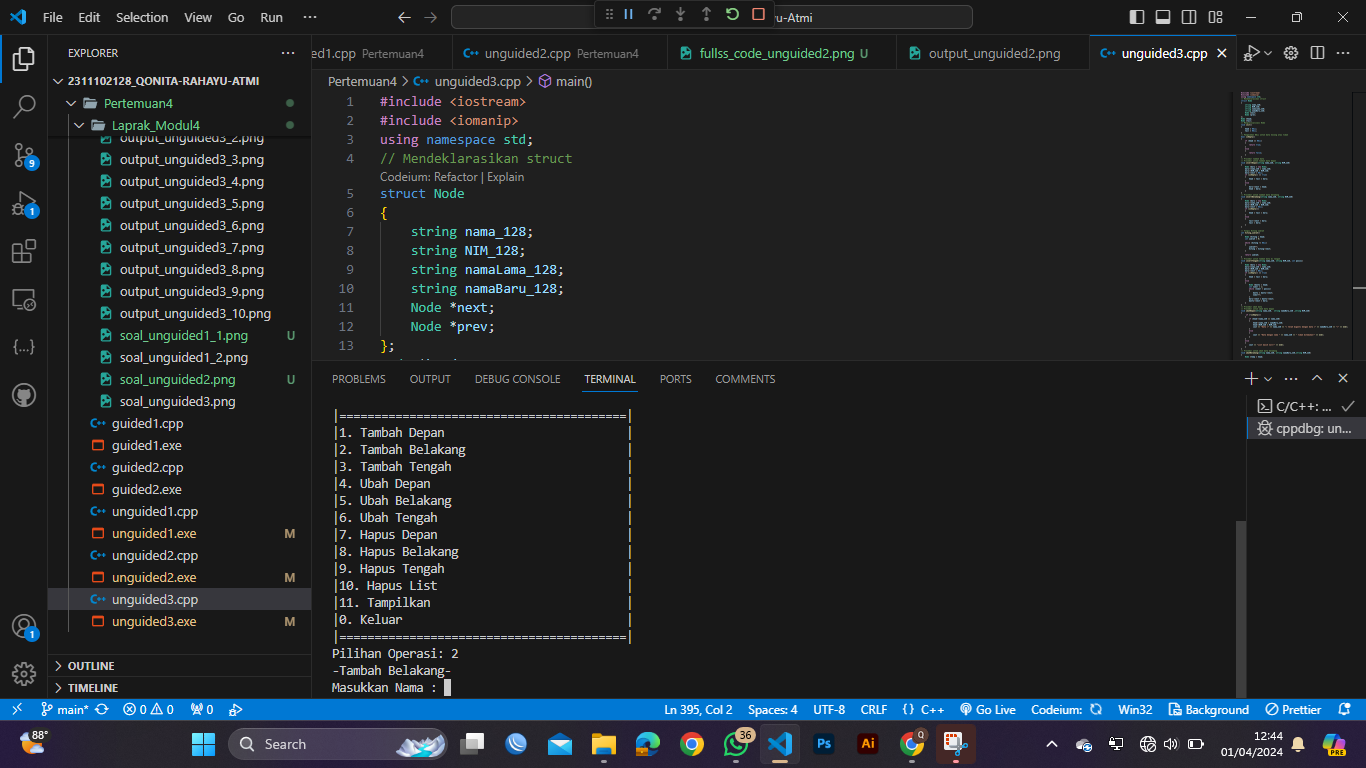 File Edit Selection View Go Run ··· u-Atmi
EXPLORER ···
2311102128_QONITA-RAHAYU-ATMI
Pertemuan4
Laprak_Modul4
output_unguided3_2.png
output_unguided3_3.png
output_unguided3_4.png
output_unguided3_5.png
output_unguided3_6.png
output_unguided3_7.png
output_unguided3_8.png
output_unguided3_9.png
output_unguided3_10.png
soal_unguided1_1.png U
soal_unguided1_2.png
soal_unguided2.png U
soal_unguided3.png
guided1.cpp
guided1.exe
guided2.cpp
guided2.exe
unguided1.cpp
unguided1.exe M
unguided2.cpp
unguided2.exe M
unguided3.cpp
unguided3.exe M
OUTLINE
TIMELINE
9
1
1
ed1.cpp Pertemuan4 unguided2.cpp Pertemuan4 fullss_code_unguided2.png U output_unguided2.png unguided3.cpp
Pertemuan4 > unguided3.cpp > main()
1 #include <iostream>
2 #include <iomanip>
3 using namespace std;
4 // Mendeklarasikan struct
Codeium: Refactor | Explain
5 struct Node
6 {
7 string nama_128;
8 string NIM_128;
9 string namaLama_128;
10 string namaBaru_128;
11 Node *next;
12 Node *prev;
13 };
PROBLEMS OUTPUT DEBUG CONSOLE TERMINAL PORTS COMMENTS
C/C++: ...
cppdbg: un...
|=========================================|
|1. Tambah Depan |
|2. Tambah Belakang |
|3. Tambah Tengah |
|4. Ubah Depan |
|5. Ubah Belakang |
|6. Ubah Tengah |
|7. Hapus Depan |
|8. Hapus Belakang |
|9. Hapus Tengah |
|10. Hapus List |
|11. Tampilkan |
|0. Keluar |
|=========================================|
Pilihan Operasi: 2
-Tambah Belakang-
Masukkan Nama :
main* 0 0 0 Ln 395, Col 2 Spaces: 4 UTF-8 CRLF {} C++ Go Live Codeium: Win32 Background Prettier
88° Search 36 Ps Ai Q 12:44
01/04/2024
PRE